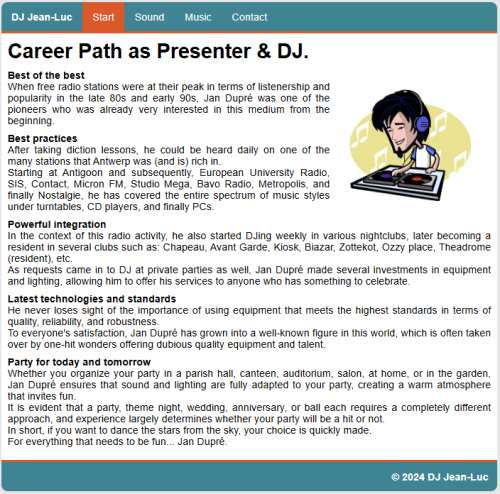 DJ Jean-Luc Start Sound Music Contact
Career Path as Presenter & DJ.
Best of the best
When free radio stations were at their peak in terms of listenership and
popularity in the late 80s and early 90s, Jan Dupré was one of the
pioneers who was already very interested in this medium from the
beginning.
Best practices
After taking diction lessons, he could be heard daily on one of the
many stations that Antwerp was (and is) rich in.
Starting at Antigoon and subsequently, European University Radio,
SIS, Contact, Micron FM, Studio Mega, Bavo Radio, Metropolis, and
finally Nostalgie, he has covered the entire spectrum of music styles
under turntables, CD players, and finally PCs.
Powerful integration
In the context of this radio activity, he also started DJing weekly in various nightclubs, later becoming a
resident in several clubs such as: Chapeau, Avant Garde, Kiosk, Biazar, Zottekot, Ozzy place, Theadrome
(resident), etc.
As requests came in to DJ at private parties as well, Jan Dupré made several investments in equipment
and lighting, allowing him to offer his services to anyone who has something to celebrate.
Latest technologies and standards
He never loses sight of the importance of using equipment that meets the highest standards in terms of
quality, reliability, and robustness.
To everyone's satisfaction, Jan Dupré has grown into a well-known figure in this world, which is often taken
over by one-hit wonders offering dubious quality equipment and talent.
Party for today and tomorrow
Whether you organize your party in a parish hall, canteen, auditorium, salon, at home, or in the garden,
Jan Dupré ensures that sound and lighting are fully adapted to your party, creating a warm atmosphere
that invites fun.
It is evident that a party, theme night, wedding, anniversary, or ball each requires a completely different
approach, and experience largely determines whether your party will be a hit or not.
In short, if you want to dance the stars from the sky, your choice is quickly made.
For everything that needs to be fun... Jan Dupré.
© 2024 DJ Jean-Luc